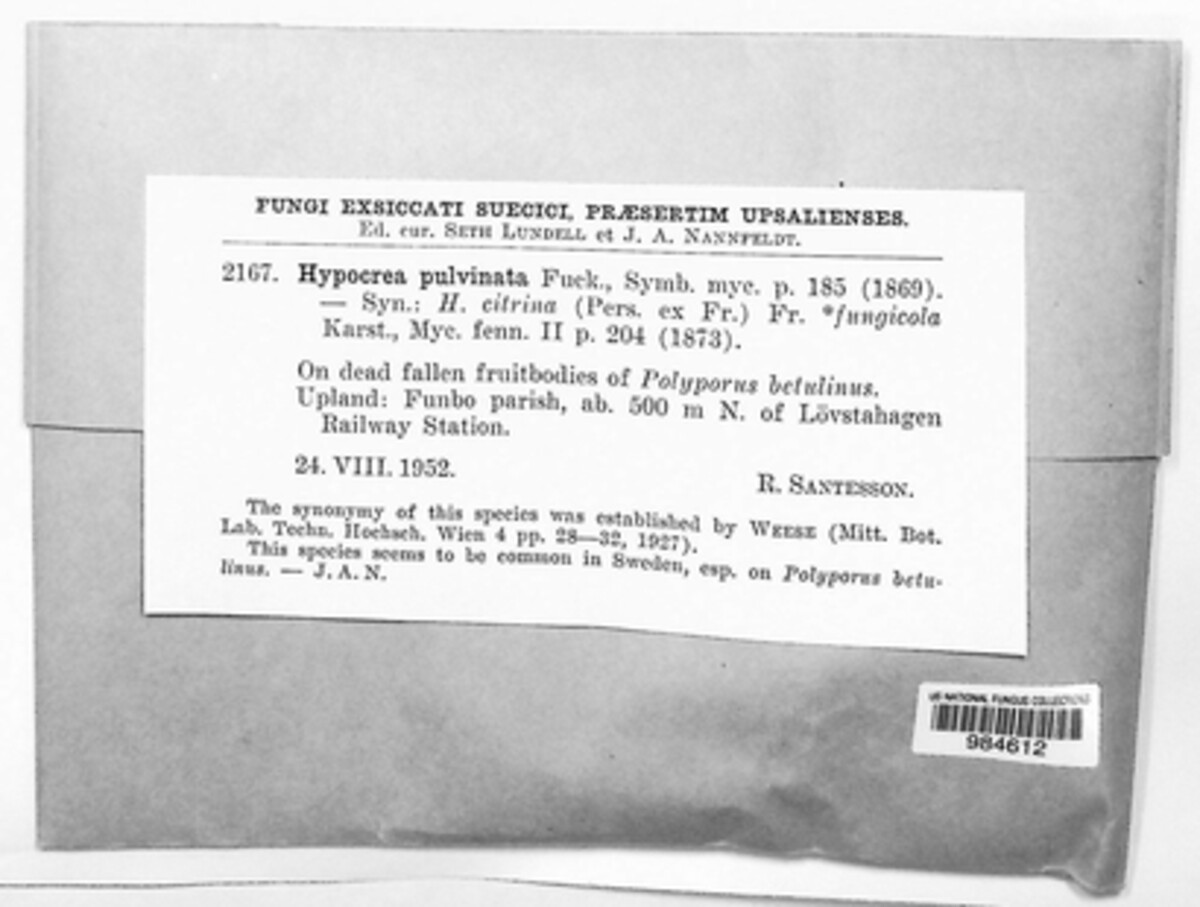 FUNGI EXSICCATI SUECICI, PRÆSERTIM UPSALIENSES.
Ed. cur. SETH LUNDELL et J. A. NANNFELDT.
2167. Hypocrea pulvinata Fuck., Symb. myc. p. 185 (1869).
— Syn.: H. citrina (Pers. ex Fr.) Fr. *fungicola
Karst., Myc. fenn. II p. 204 (1873).
On dead fallen fruitbodies of Polyporus betulinus.
Upland: Funbo parish, ab. 500 m N. of Lövstahagen
Railway Station.
24. VIII. 1952.
R. SANTESSON.
The synonymy of this species was established by WEESE (Mitt. Bot.
Lab. Techn. Hochsch. Wien 4 pp. 28—32, 1927).
This species seems to be common in Sweden, esp. on Polyporus betu-
linus. — J. A. N.
US NATIONAL FUNGUS COLLECTIONS
984612